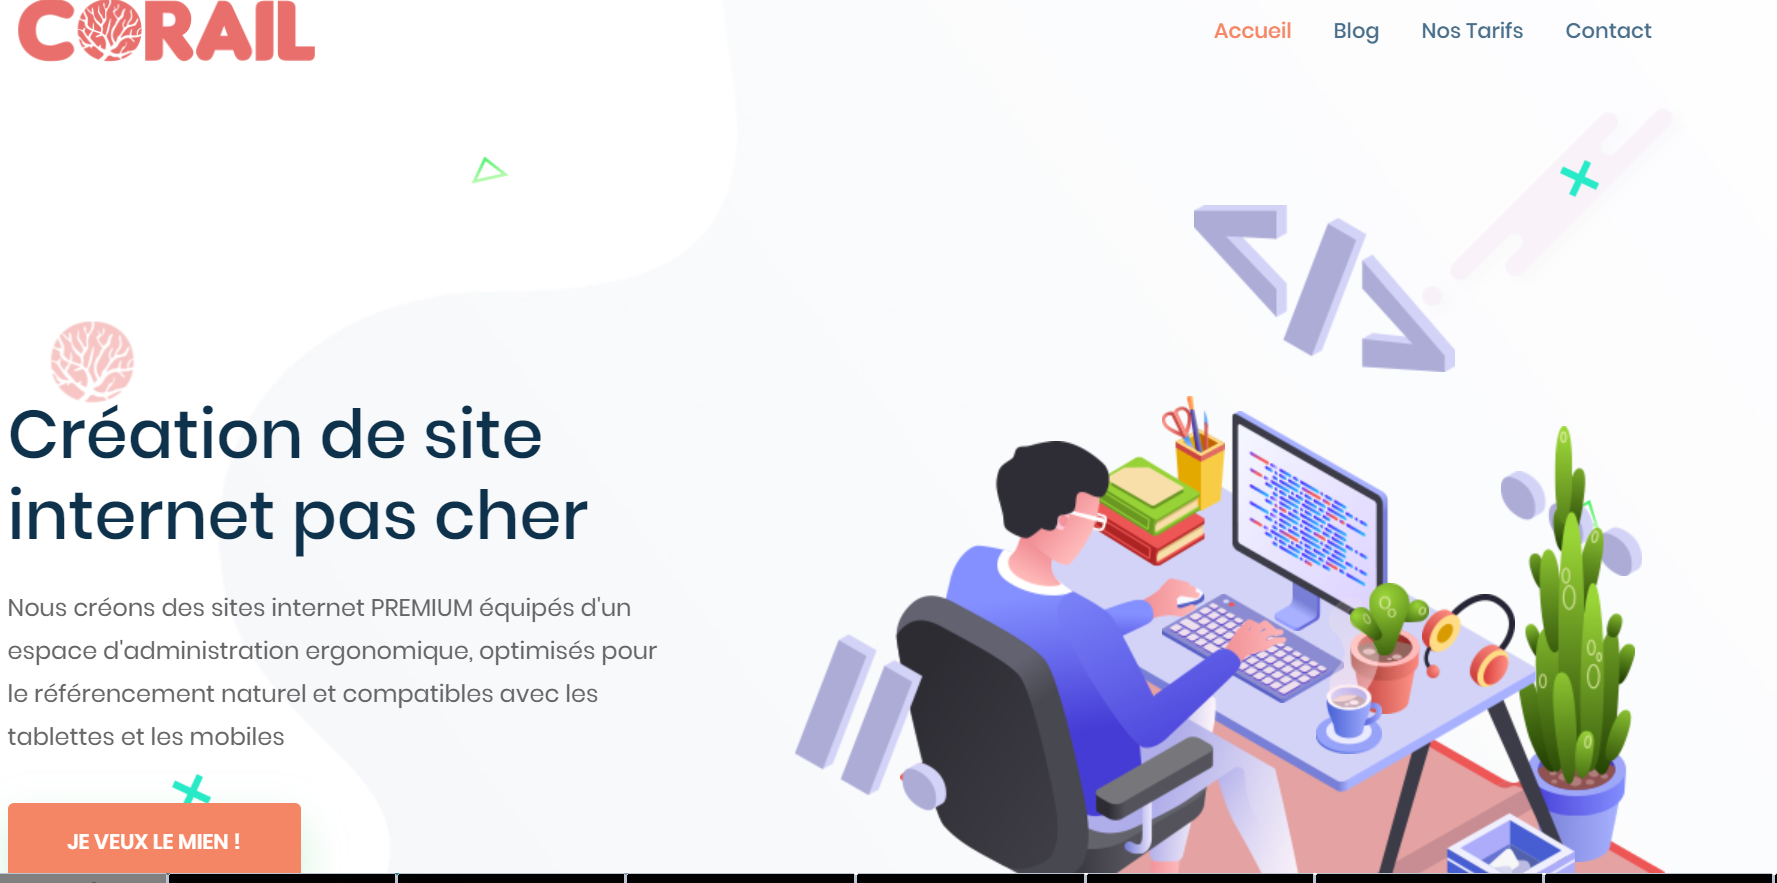 CORAIL
Accueil Blog Nos Tarifs Contact
Création de site
internet pas cher
Nous créons des sites internet PREMIUM équipés d'un
espace d'administration ergonomique, optimisés pour
le référencement naturel et compatibles avec les
tablettes et les mobiles
JE VEUX LE MIEN !